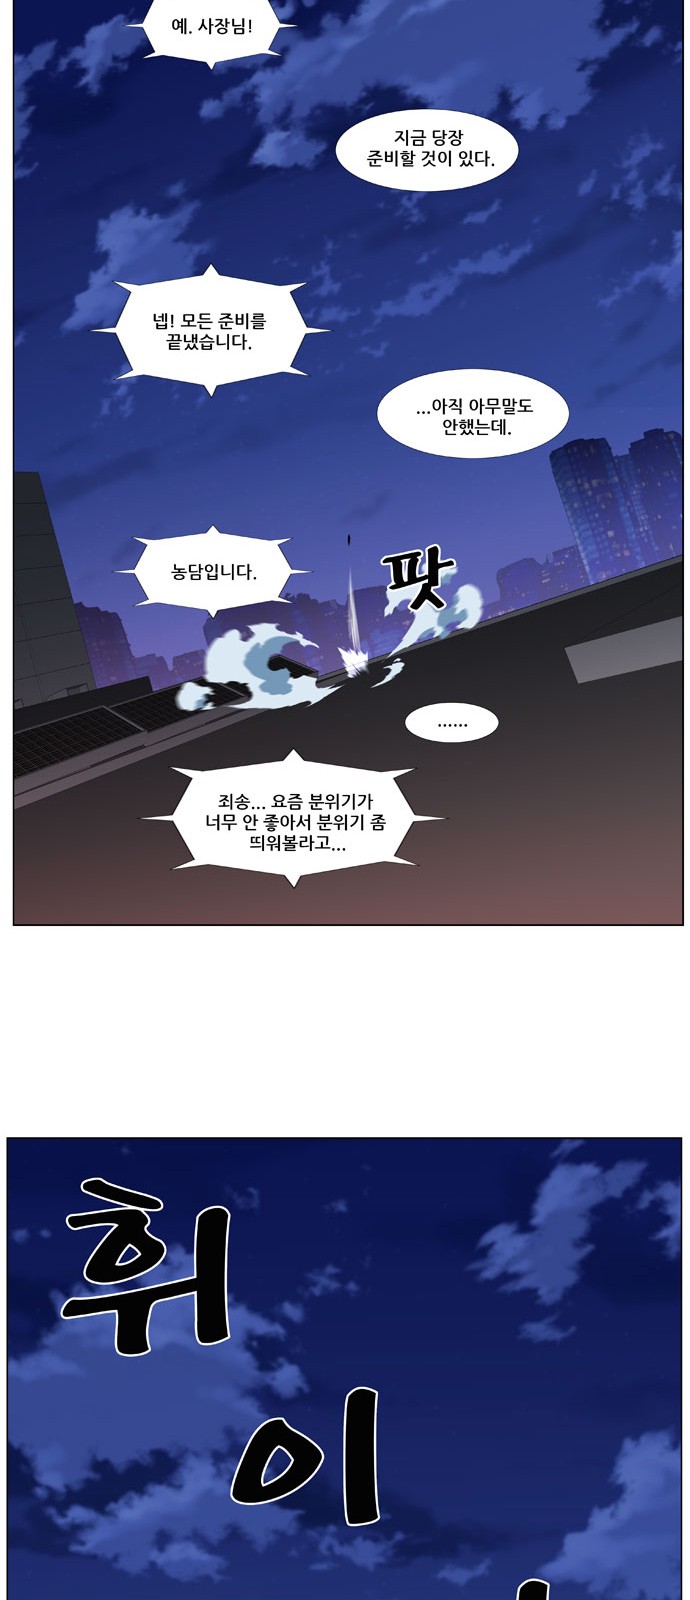 예. 사장님!
지금 당장
준비할 것이 있다.
넵! 모든 준비를
끝냈습니다.
...아직 아무말도
안했는데.
팟
농담입니다.
......
죄송... 요즘 분위기가
너무 안 좋아서 분위기 좀
띄워볼라고...
휘
이